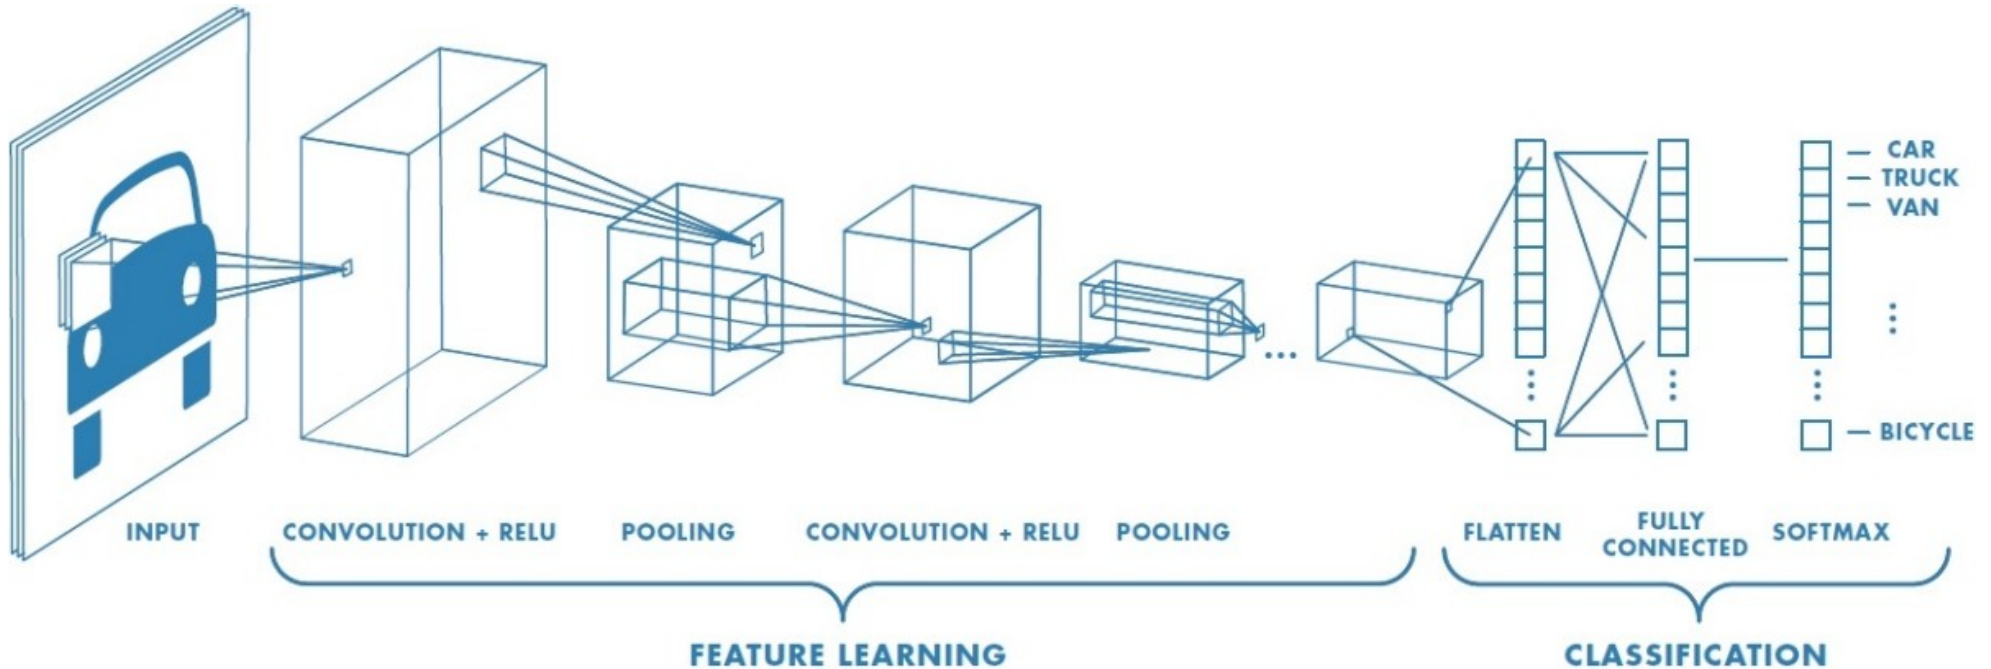 CAR
TRUCK
VAN
BICYCLE
INPUT
CONVOLUTION + RELU
POOLING
CONVOLUTION + RELU
POOLING
FLATTEN
FULLY
CONNECTED
SOFTMAX
FEATURE LEARNING
CLASSIFICATION